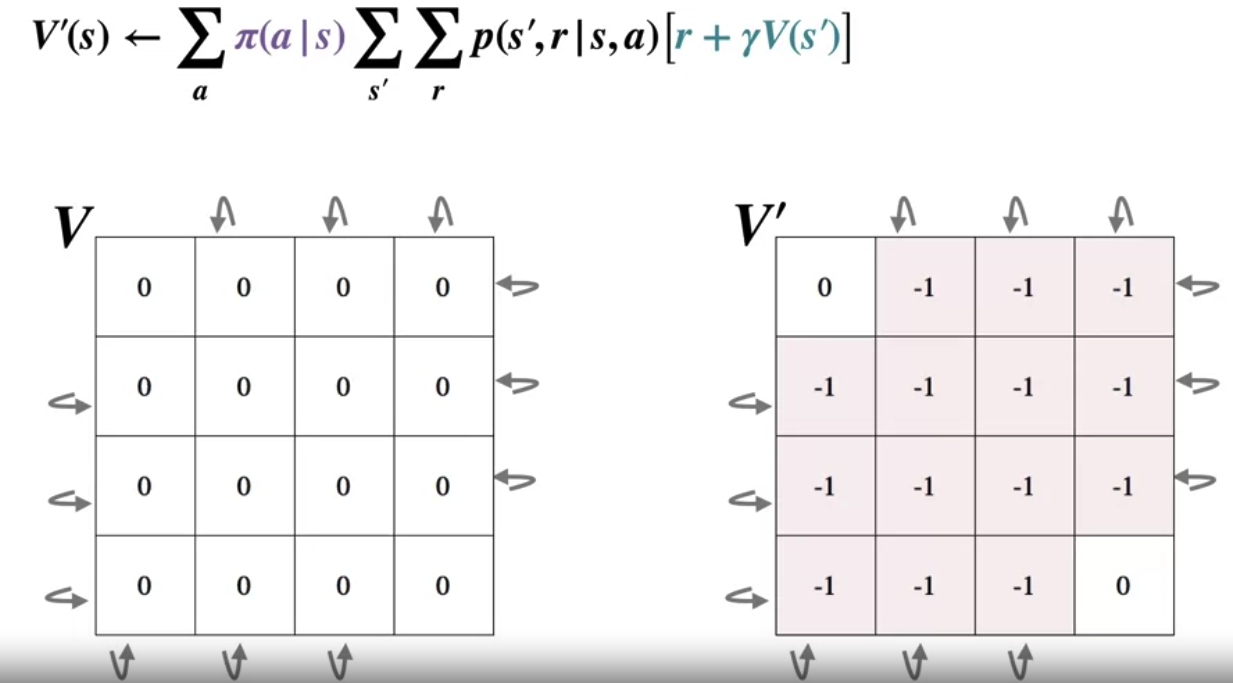 V′(s) ← ∑ π(a|s) ∑ ∑ p(s′, r|s, a)[r + γV(s′)]
a s′ r
V V′
0 0 0 0 0 -1 -1 -1
0 0 0 0 -1 -1 -1 -1
0 0 0 0 -1 -1 -1 -1
0 0 0 0 -1 -1 -1 0